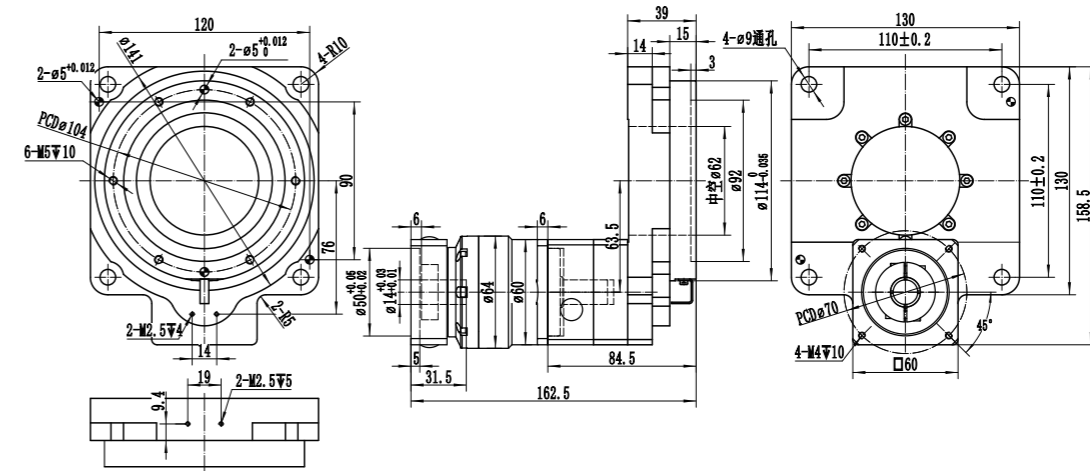 120
ø141
2-ø5 +0.012 0
4-R10
2-ø5 +0.012
PCDø104
6-M5↧10
90
76
2-R5
2-M2.5↧4
14
19
2-M2.5↧5
9.4
39
14
15
3
中空ø62
ø92
ø114 0 -0.035
63.5
6
6
ø50 +0.05 +0.02
ø14 +0.03 +0.01
ø64
ø60
5
31.5
84.5
162.5
130
110±0.2
4-ø9通孔
110±0.2
130
158.5
PCDø70
45°
4-M4↧10
□60